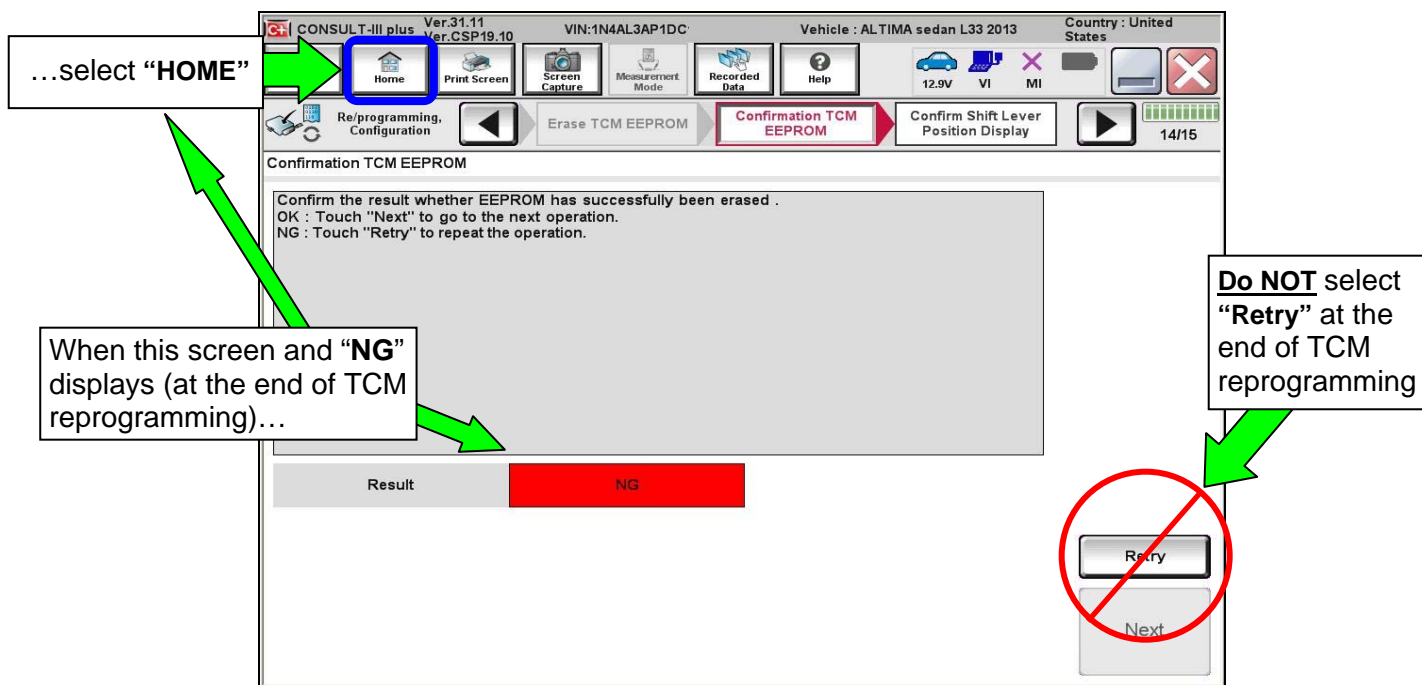 CONSULT-III plus
Ver.31.11
Ver.CSP19.10
VIN:1N4AL3AP1DC
Vehicle : ALTIMA sedan L33 2013
Country : United
States
…select “HOME”
Home
Print Screen
Screen
Capture
Measurement
Mode
Recorded
Data
Help
12.9V
VI
MI
Re/programming,
Configuration
Erase TCM EEPROM
Confirmation TCM
EEPROM
Confirm Shift Lever
Position Display
14/15
Confirmation TCM EEPROM
Confirm the result whether EEPROM has successfully been erased .
OK : Touch "Next" to go to the next operation.
NG : Touch "Retry" to repeat the operation.
Do NOT select
“Retry” at the
end of TCM
reprogramming
When this screen and “NG”
displays (at the end of TCM
reprogramming)…
Result
NG
Retry
Next